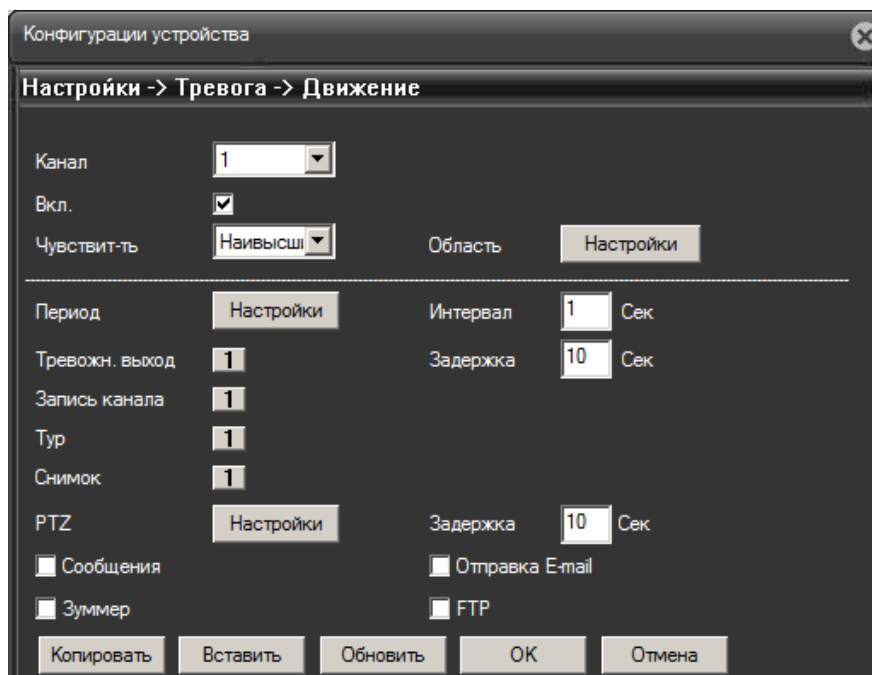 Конфигурации устройства
Настройки -> Тревога -> Движение
Канал 1
Вкл.
Чувствит-ть Наивысш Область Настройки
Период Настройки Интервал 1 Сек
Тревожн. выход 1 Задержка 10 Сек
Запись канала 1
Тур 1
Снимок 1
PTZ Настройки Задержка 10 Сек
Сообщения Отправка E-mail
Зуммер FTP
Копировать Вставить Обновить OK Отмена